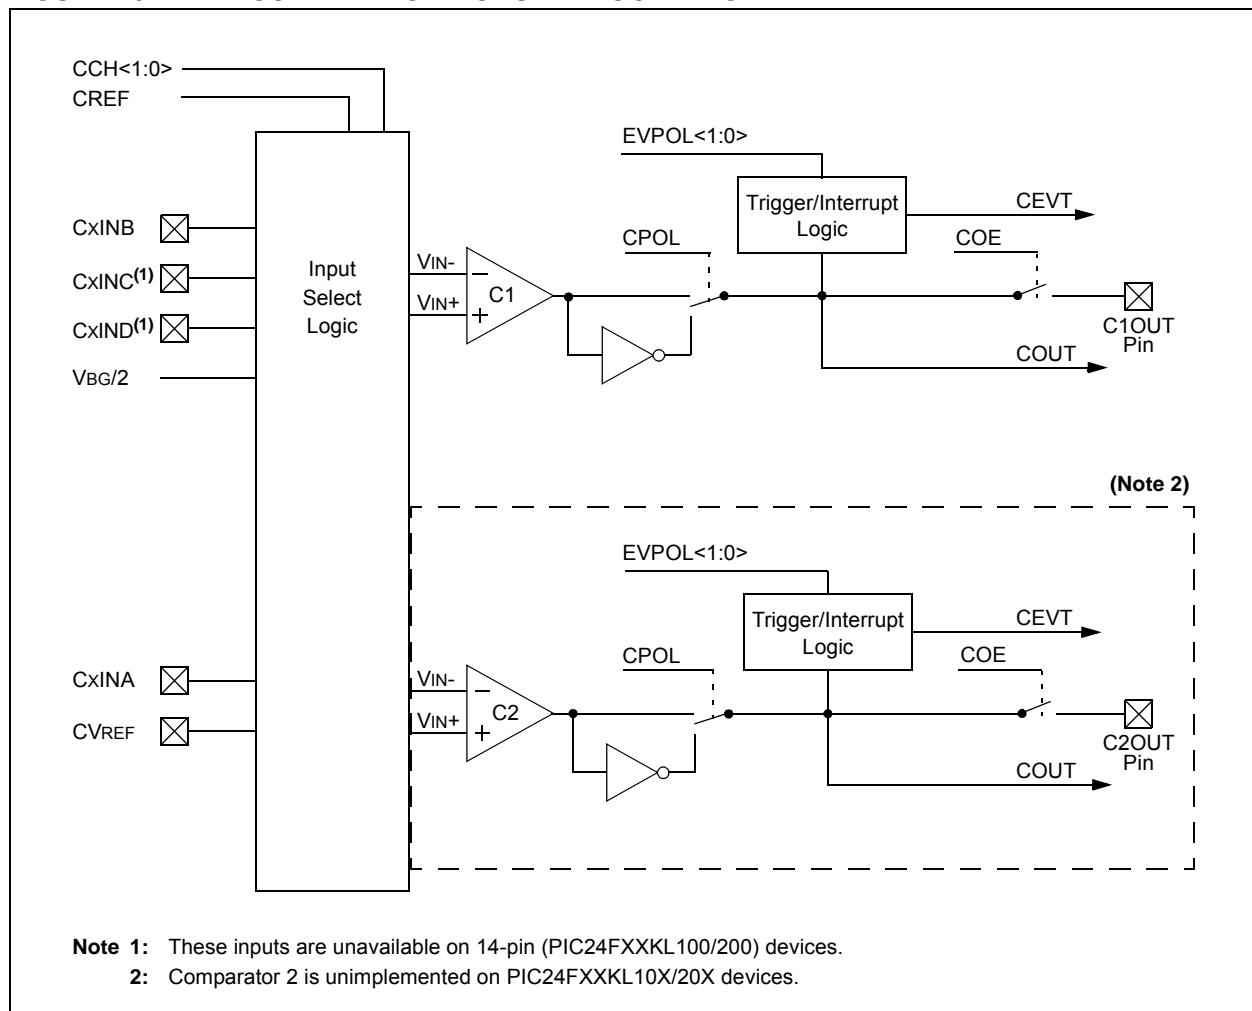 CCH<1:0>
CREF
CXINB
CXINC(1)
CXIND(1)
VBG/2
CXINA
CVREF
Input
Select
Logic
VIN-
VIN+
C1
CPOL
EVPOL<1:0>
Trigger/Interrupt
Logic
CEVT
COE
COUT
C1OUT
Pin
(Note 2)
VIN-
VIN+
C2
CPOL
EVPOL<1:0>
Trigger/Interrupt
Logic
CEVT
COE
COUT
C2OUT
Pin
Note 1: These inputs are unavailable on 14-pin (PIC24FXXKL100/200) devices.
2: Comparator 2 is unimplemented on PIC24FXXKL10X/20X devices.